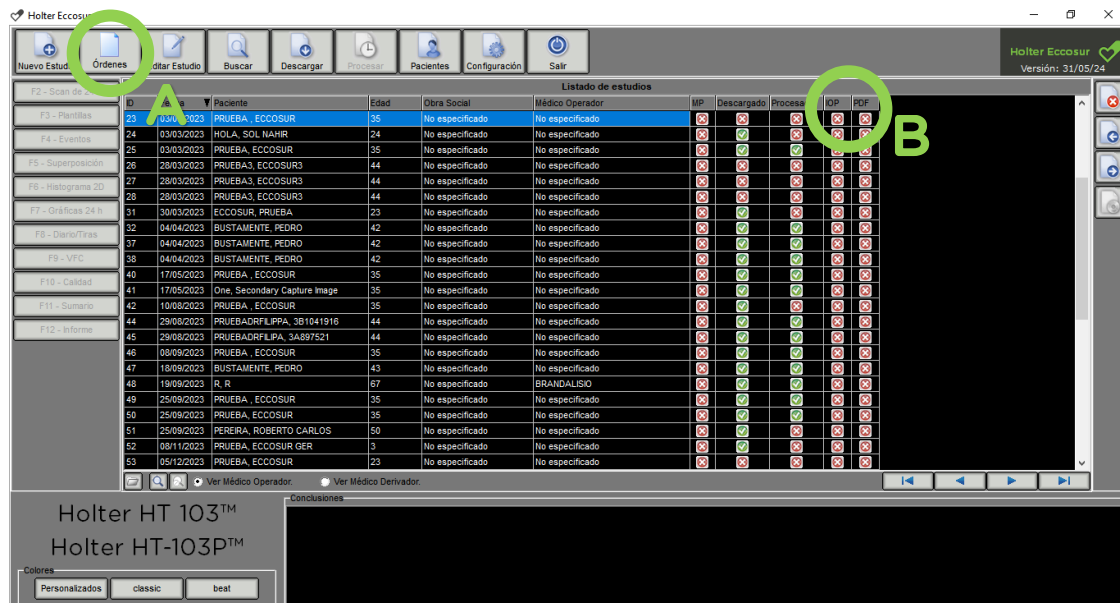 Holter Eccosur
Nuevo Estudio Órdenes Editar Estudio Buscar Descargar Procesar Pacientes Configuración Salir
Holter Eccosur
Versión: 31/05/24
A
B
Listado de estudios
ID Paciente Edad Obra Social Médico Operador MP Descargado Procesa IOP PDF
23 PRUEBA , ECCOSUR 35 No especificado No especificado
24 03/03/2023 HOLA, SOL NAHIR 24 No especificado No especificado
25 03/03/2023 PRUEBA, ECCOSUR 35 No especificado No especificado
26 28/03/2023 PRUEBA3, ECCOSUR3 44 No especificado No especificado
27 28/03/2023 PRUEBA3, ECCOSUR3 44 No especificado No especificado
28 28/03/2023 PRUEBA3, ECCOSUR3 44 No especificado No especificado
31 30/03/2023 ECCOSUR, PRUEBA 23 No especificado No especificado
32 04/04/2023 BUSTAMENTE, PEDRO 42 No especificado No especificado
37 04/04/2023 BUSTAMENTE, PEDRO 42 No especificado No especificado
38 04/04/2023 BUSTAMENTE, PEDRO 42 No especificado No especificado
40 17/05/2023 PRUEBA , ECCOSUR 35 No especificado No especificado
41 17/05/2023 One, Secondary Capture Image 35 No especificado No especificado
42 10/08/2023 PRUEBA , ECCOSUR 35 No especificado No especificado
44 29/08/2023 PRUEBADRFILIPPA, 3B1041916 44 No especificado No especificado
45 29/08/2023 PRUEBADRFILIPA, 3A897521 44 No especificado No especificado
46 08/09/2023 PRUEBA , ECCOSUR 35 No especificado No especificado
47 18/09/2023 BUSTAMENTE, PEDRO 43 No especificado No especificado
48 19/09/2023 R, R 67 No especificado BRANDALISIO
49 25/09/2023 PRUEBA , ECCOSUR 35 No especificado No especificado
50 25/09/2023 PRUEBA, ECCOSUR 35 No especificado No especificado
51 25/09/2023 PEREIRA, ROBERTO CARLOS 50 No especificado No especificado
52 08/11/2023 PRUEBA, ECCOSUR GER 3 No especificado No especificado
53 05/12/2023 PRUEBA, ECCOSUR 23 No especificado No especificado
F2 - Scan de
F3 - Plantillas
F4 - Eventos
F5 - Superposición
F6 - Histograma 2D
F7 - Gráficas 24 h
F8 - Diario/Tiras
F9 - VFC
F10 - Calidad
F11 - Sumario
F12 - Informe
Ver Médico Operador. Ver Médico Derivador.
Holter HT 103™
Holter HT-103P™
Colores
Personalizados classic beat
Conclusiones